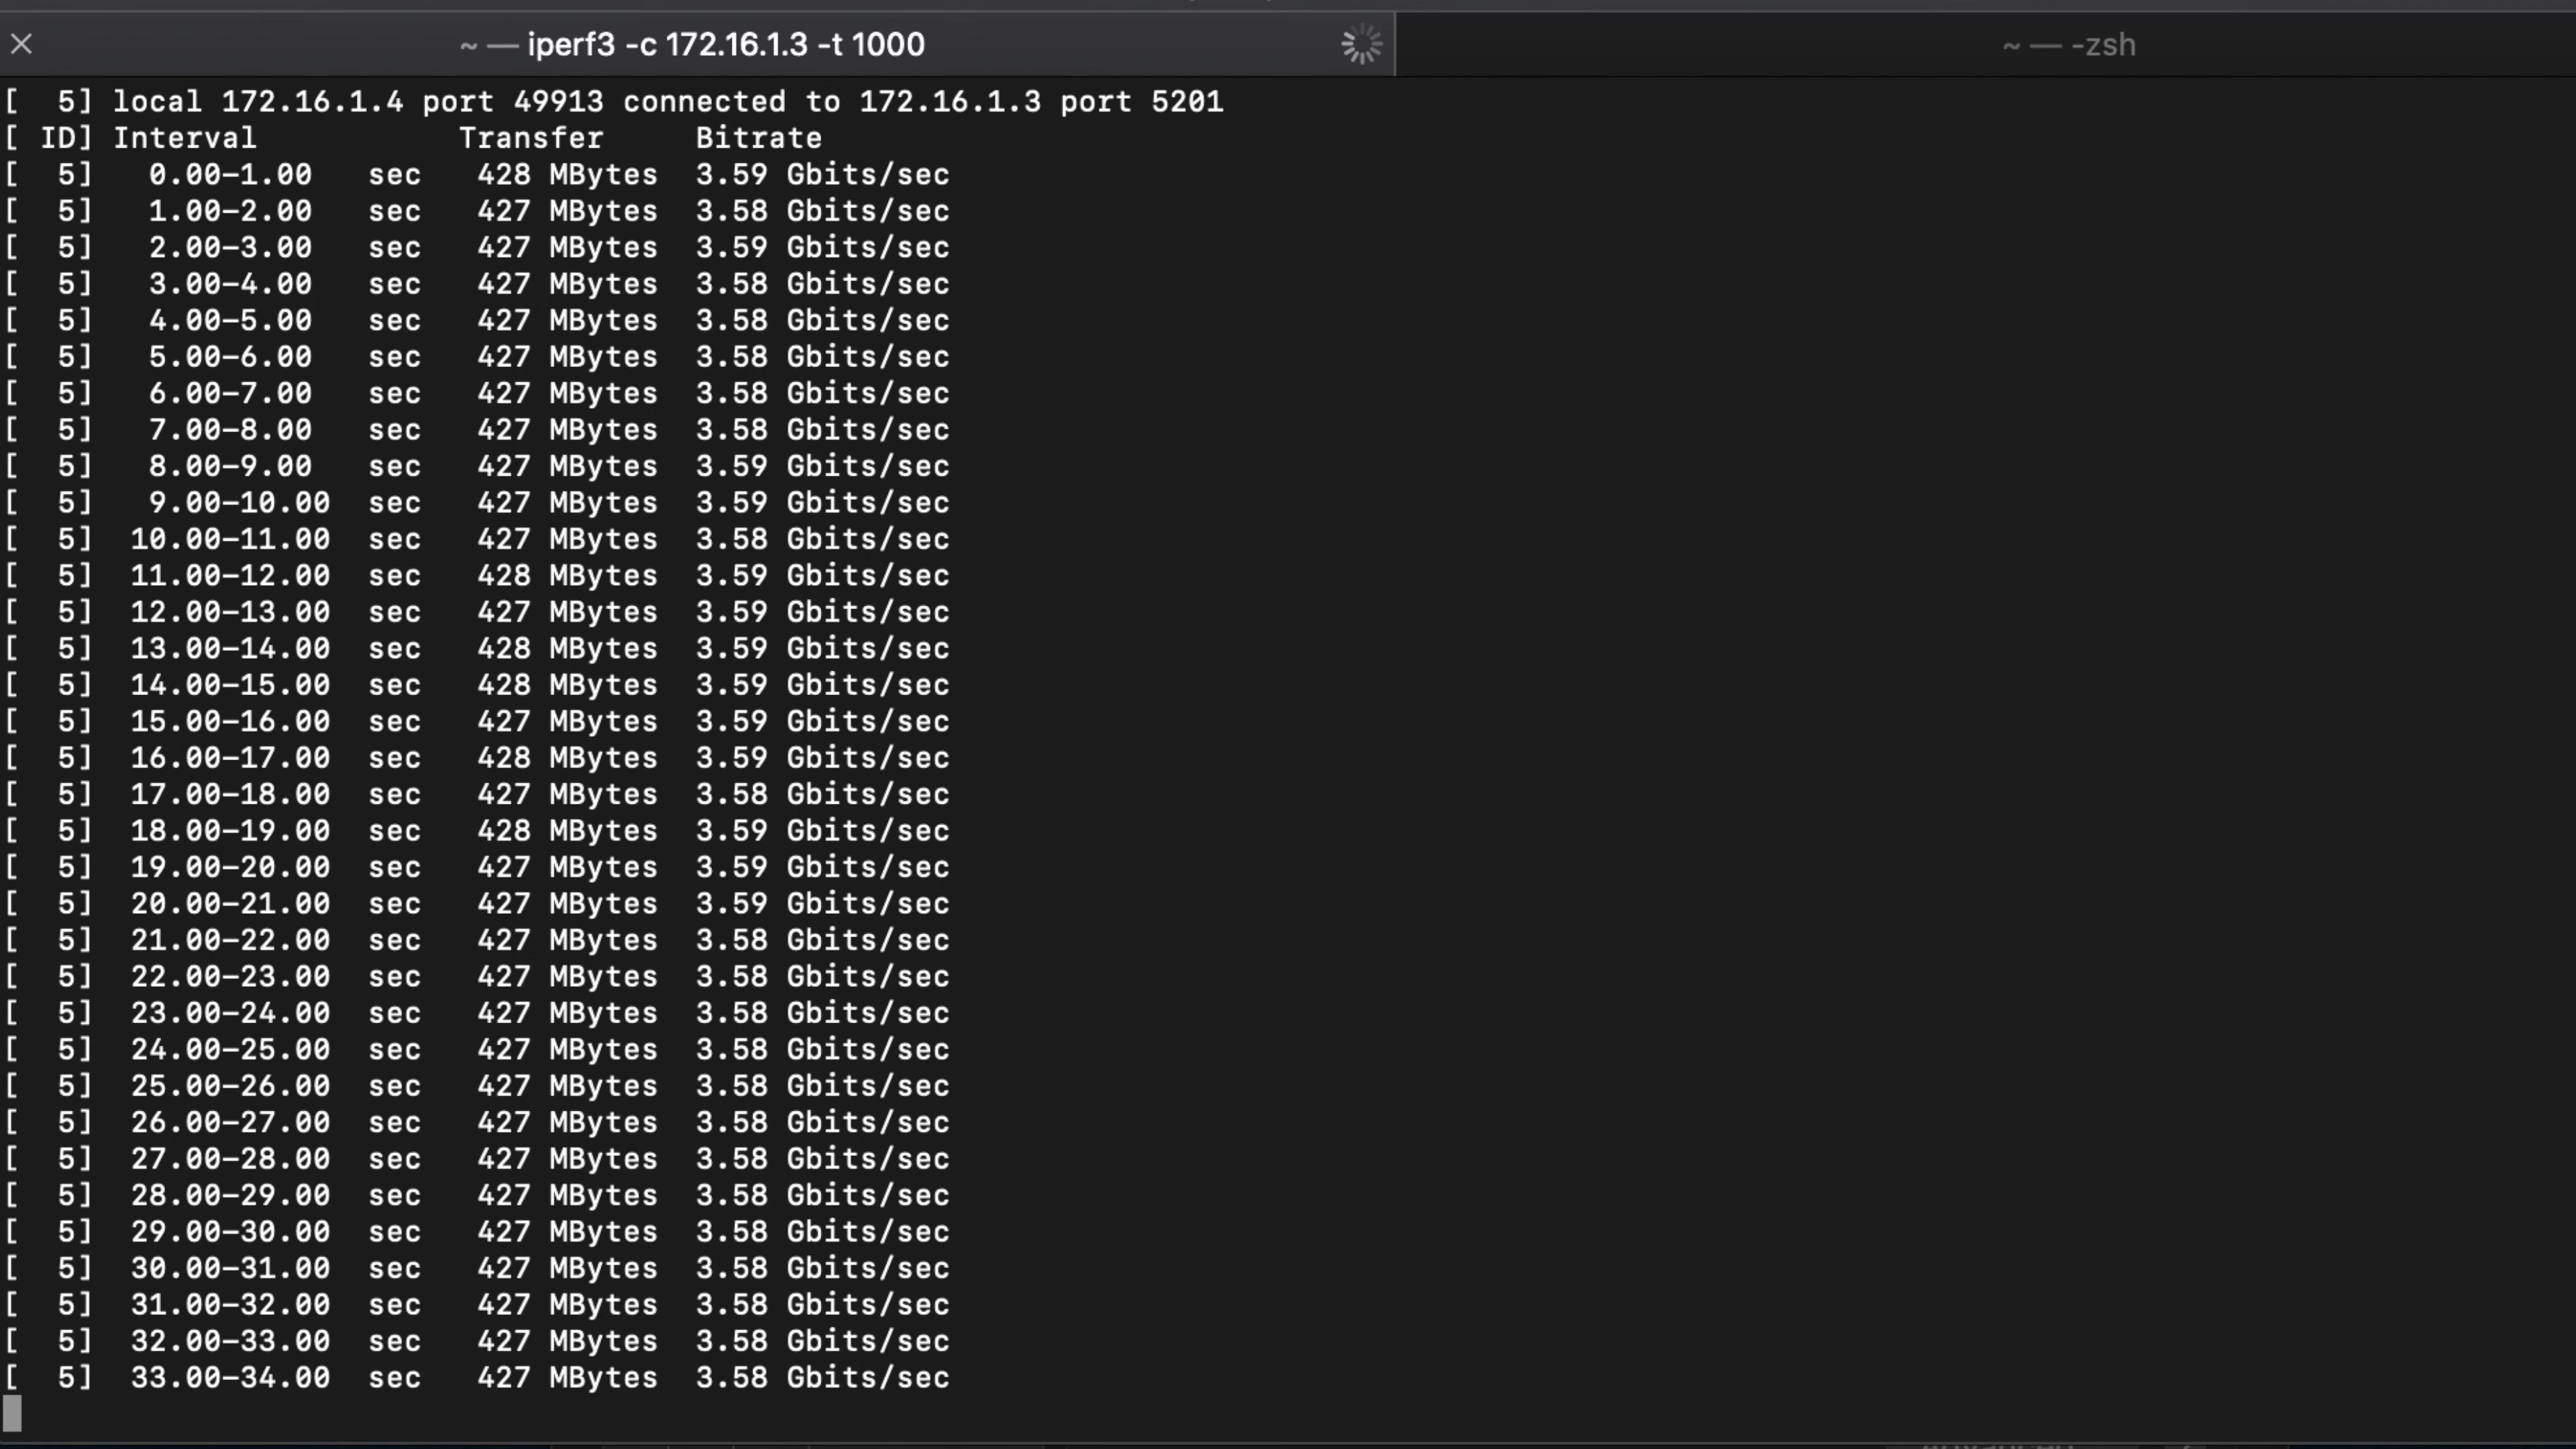 ~ — iperf3 -c 172.16.1.3 -t 1000
~ — -zsh
[  5] local 172.16.1.4 port 49913 connected to 172.16.1.3 port 5201
[ ID] Interval           Transfer     Bitrate
[  5]   0.00-1.00   sec   428 MBytes  3.59 Gbits/sec
[  5]   1.00-2.00   sec   427 MBytes  3.58 Gbits/sec
[  5]   2.00-3.00   sec   427 MBytes  3.59 Gbits/sec
[  5]   3.00-4.00   sec   427 MBytes  3.58 Gbits/sec
[  5]   4.00-5.00   sec   427 MBytes  3.58 Gbits/sec
[  5]   5.00-6.00   sec   427 MBytes  3.58 Gbits/sec
[  5]   6.00-7.00   sec   427 MBytes  3.58 Gbits/sec
[  5]   7.00-8.00   sec   427 MBytes  3.58 Gbits/sec
[  5]   8.00-9.00   sec   427 MBytes  3.59 Gbits/sec
[  5]   9.00-10.00  sec   427 MBytes  3.59 Gbits/sec
[  5]  10.00-11.00  sec   427 MBytes  3.58 Gbits/sec
[  5]  11.00-12.00  sec   428 MBytes  3.59 Gbits/sec
[  5]  12.00-13.00  sec   427 MBytes  3.59 Gbits/sec
[  5]  13.00-14.00  sec   428 MBytes  3.59 Gbits/sec
[  5]  14.00-15.00  sec   428 MBytes  3.59 Gbits/sec
[  5]  15.00-16.00  sec   427 MBytes  3.59 Gbits/sec
[  5]  16.00-17.00  sec   428 MBytes  3.59 Gbits/sec
[  5]  17.00-18.00  sec   427 MBytes  3.58 Gbits/sec
[  5]  18.00-19.00  sec   428 MBytes  3.59 Gbits/sec
[  5]  19.00-20.00  sec   427 MBytes  3.59 Gbits/sec
[  5]  20.00-21.00  sec   427 MBytes  3.59 Gbits/sec
[  5]  21.00-22.00  sec   427 MBytes  3.58 Gbits/sec
[  5]  22.00-23.00  sec   427 MBytes  3.58 Gbits/sec
[  5]  23.00-24.00  sec   427 MBytes  3.58 Gbits/sec
[  5]  24.00-25.00  sec   427 MBytes  3.58 Gbits/sec
[  5]  25.00-26.00  sec   427 MBytes  3.58 Gbits/sec
[  5]  26.00-27.00  sec   427 MBytes  3.58 Gbits/sec
[  5]  27.00-28.00  sec   427 MBytes  3.58 Gbits/sec
[  5]  28.00-29.00  sec   427 MBytes  3.58 Gbits/sec
[  5]  29.00-30.00  sec   427 MBytes  3.58 Gbits/sec
[  5]  30.00-31.00  sec   427 MBytes  3.58 Gbits/sec
[  5]  31.00-32.00  sec   427 MBytes  3.58 Gbits/sec
[  5]  32.00-33.00  sec   427 MBytes  3.58 Gbits/sec
[  5]  33.00-34.00  sec   427 MBytes  3.58 Gbits/sec